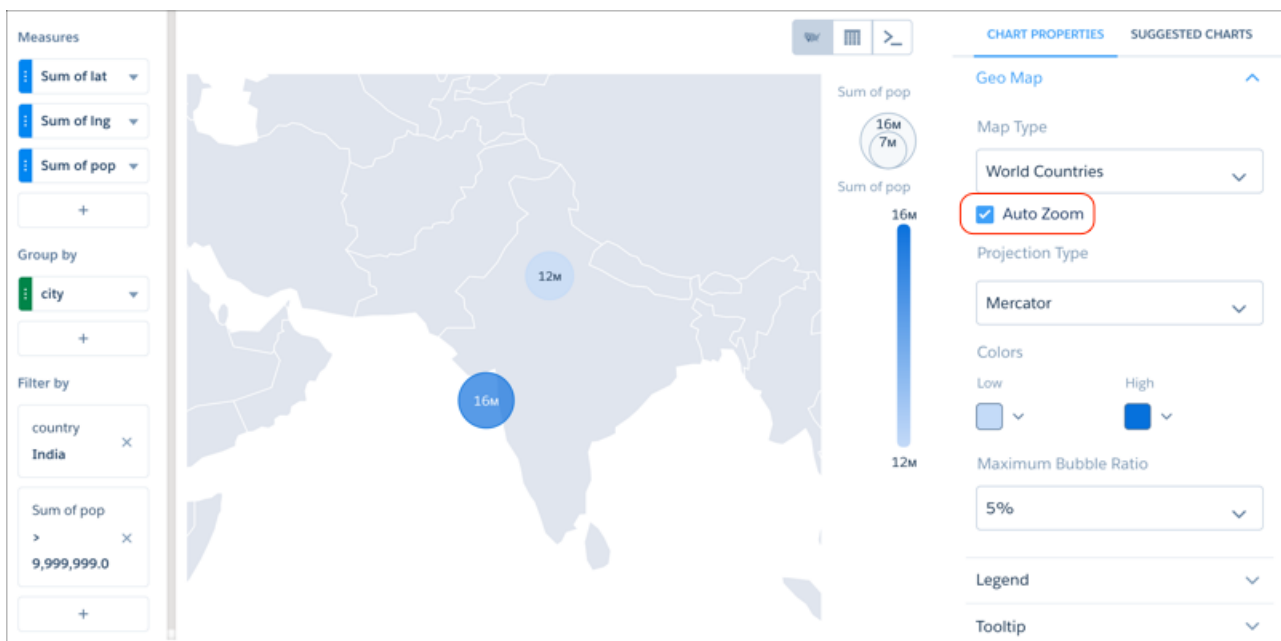 Measures
Sum of lat
Sum of lng
Sum of pop
+
Group by
city
+
Filter by
country
India
Sum of pop
>
9,999,999.0
+
12M
16M
Sum of pop
16M
7M
Sum of pop
16M
12M
CHART PROPERTIES SUGGESTED CHARTS
Geo Map
Map Type
World Countries
Auto Zoom
Projection Type
Mercator
Colors
Low High
Maximum Bubble Ratio
5%
Legend
Tooltip